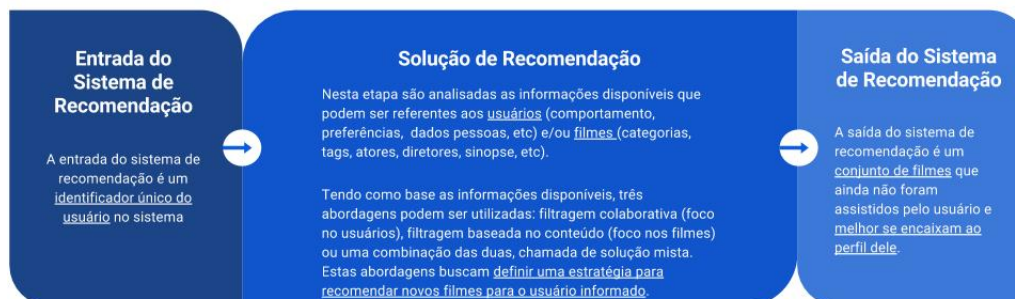 Entrada do
Sistema de
Recomendação
A entrada do sistema de
recomendação é um
identificador único do
usuário no sistema
Solução de Recomendação
Nesta etapa são analisadas as informações disponíveis que
podem ser referentes aos usuários (comportamento,
preferências, dados pessoas, etc) e/ou filmes (categorias,
tags, atores, diretores, sinopse, etc).
Tendo como base as informações disponíveis, três
abordagens podem ser utilizadas: filtragem colaborativa (foco
no usuários), filtragem baseada no conteúdo (foco nos filmes)
ou uma combinação das duas, chamada de solução mista.
Estas abordagens buscam definir uma estratégia para
recomendar novos filmes para o usuário informado.
Saída do Sistema
de Recomendação
A saída do sistema de
recomendação é um
conjunto de filmes que
ainda não foram
assistidos pelo usuário e
melhor se encaixam ao
perfil dele.